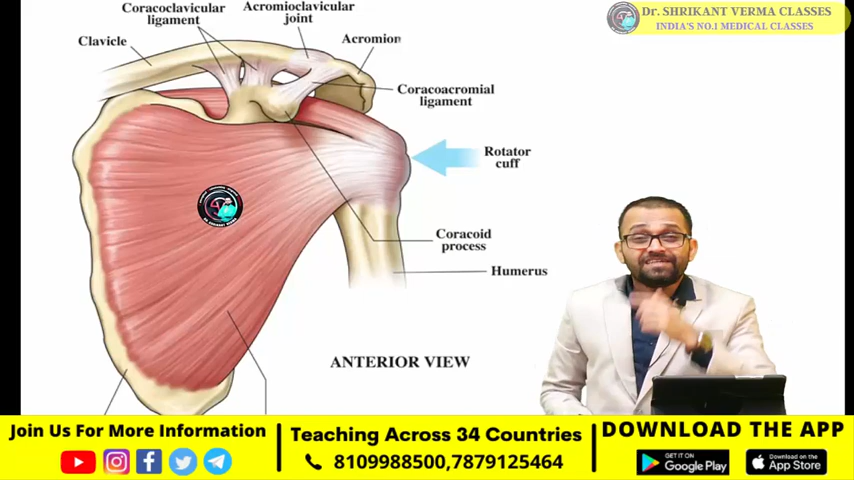 Coracoclavicular
ligament
Acromioclavicular
joint
Clavicle
Acromion
Coracoacromial
ligament
Rotator
cuff
Coracoid
process
Humerus
ANTERIOR VIEW
Dr. SHRIKANT VERMA CLASSES
INDIA'S NO.1 MEDICAL CLASSES
Join Us For More Information
Teaching Across 34 Countries
8109988500,7879125464
DOWNLOAD THE APP
GET IT ON
Google Play
Download on the
App Store